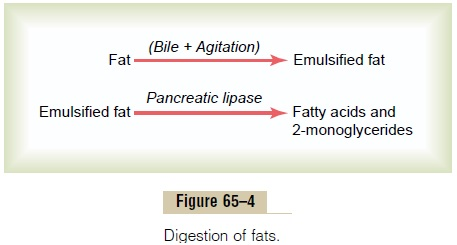 (Bile + Agitation)
Fat
Emulsified fat
Pancreatic lipase
Emulsified fat
Fatty acids and
2-monoglycerides
Figure 65–4
Digestion of fats.